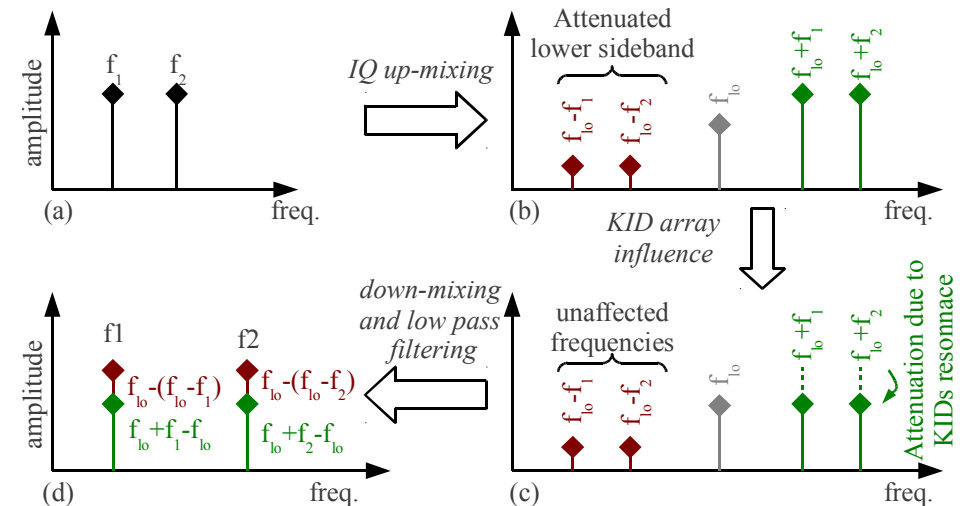 amplitude
f1
f2
freq.
(a)
IQ up-mixing
Attenuated
lower sideband
flo-f1
flo-f2
flo
flo+f1
flo+f2
freq.
(b)
KID array
influence
unaffected
frequencies
flo-f1
flo-f2
flo
flo+f1
flo+f2
Attenuation due to
KIDs resonnace
freq.
(c)
down-mixing
and low pass
filtering
amplitude
f1
f2
flo-(flo-f1)
flo-(flo-f2)
flo+f1-flo
flo+f2-flo
freq.
(d)